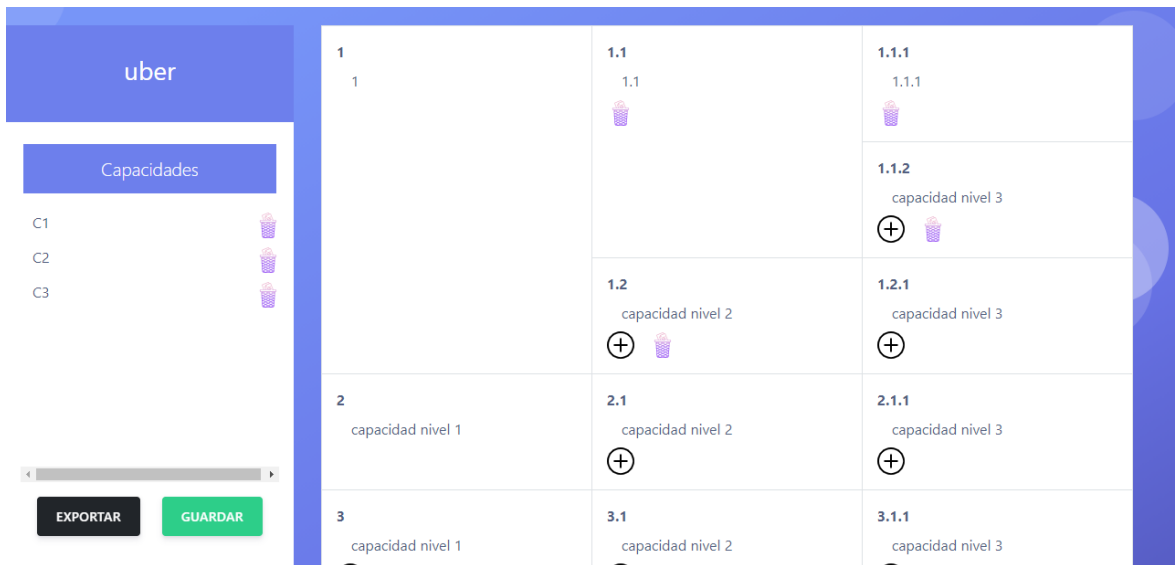 uber
Capacidades
C1
C2
C3
EXPORTAR
GUARDAR
1
1
1.1
1.1
1.1.1
1.1.1
1.1.2
capacidad nivel 3
1.2
capacidad nivel 2
1.2.1
capacidad nivel 3
2
capacidad nivel 1
2.1
capacidad nivel 2
2.1.1
capacidad nivel 3
3
capacidad nivel 1
3.1
capacidad nivel 2
3.1.1
capacidad nivel 3